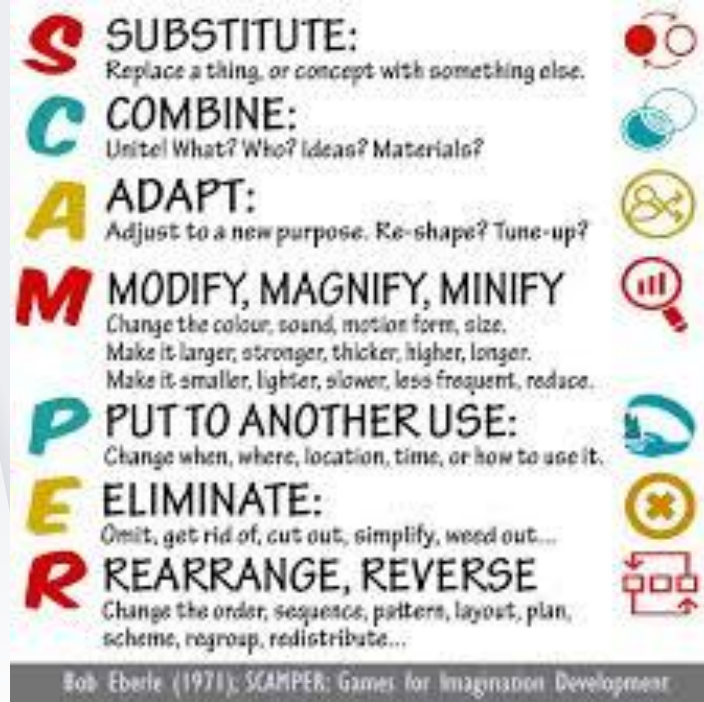 S SUBSTITUTE:
Replace a thing, or concept with something else.
C COMBINE:
Unite! What? Who? Ideas? Materials?
A ADAPT:
Adjust to a new purpose. Re-shape? Tune-up?
M MODIFY, MAGNIFY, MINIFY
Change the colour, sound, motion form, size.
Make it larger, stronger, thicker, higher, longer.
Make it smaller, lighter, slower, less frequent, reduce.
P PUT TO ANOTHER USE:
Change when, where, location, time, or how to use it.
E ELIMINATE:
Omit, get rid of, cut out, simplify, weed out...
R REARRANGE, REVERSE
Change the order, sequence, pattern, layout, plan,
scheme, regroup, redistribute...
Bob Eberle (1971); SCAMPER: Games for Imagination Development